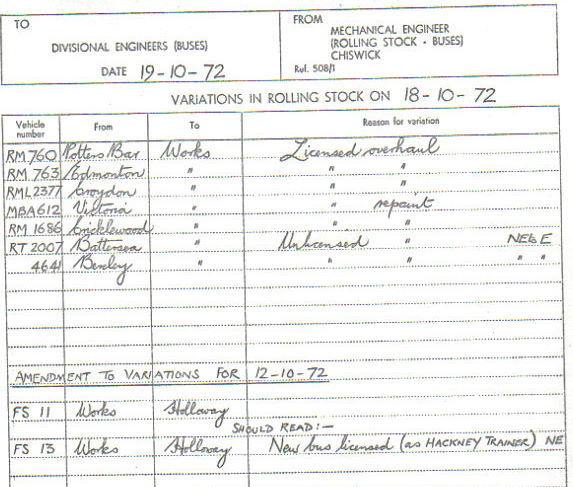 TO
FROM
DIVISIONAL ENGINEERS (BUSES)
MECHANICAL ENGINEER
(ROLLING STOCK - BUSES)
CHISWICK
DATE 19-10-72
Ref. 508/1
VARIATIONS IN ROLLING STOCK ON 18-10-72
Vehicle number From To Reason for variation
RM 760 Potters Bar Works Licensed overhaul
RM 763 Edmonton " " "
RML 2377 Croydon " " "
MBA 612 Victoria " " repaint
RM 1686 Cricklewood " " "
RT 2007 Battersea " Unlicensed " NE & E
4641 Bexley " " " " "
AMENDMENT TO VARIATIONS FOR 12-10-72
FS 11 Works Holloway
SHOULD READ:-
FS 13 Works Holloway New bus licensed (as HACKNEY TRAINER) NE